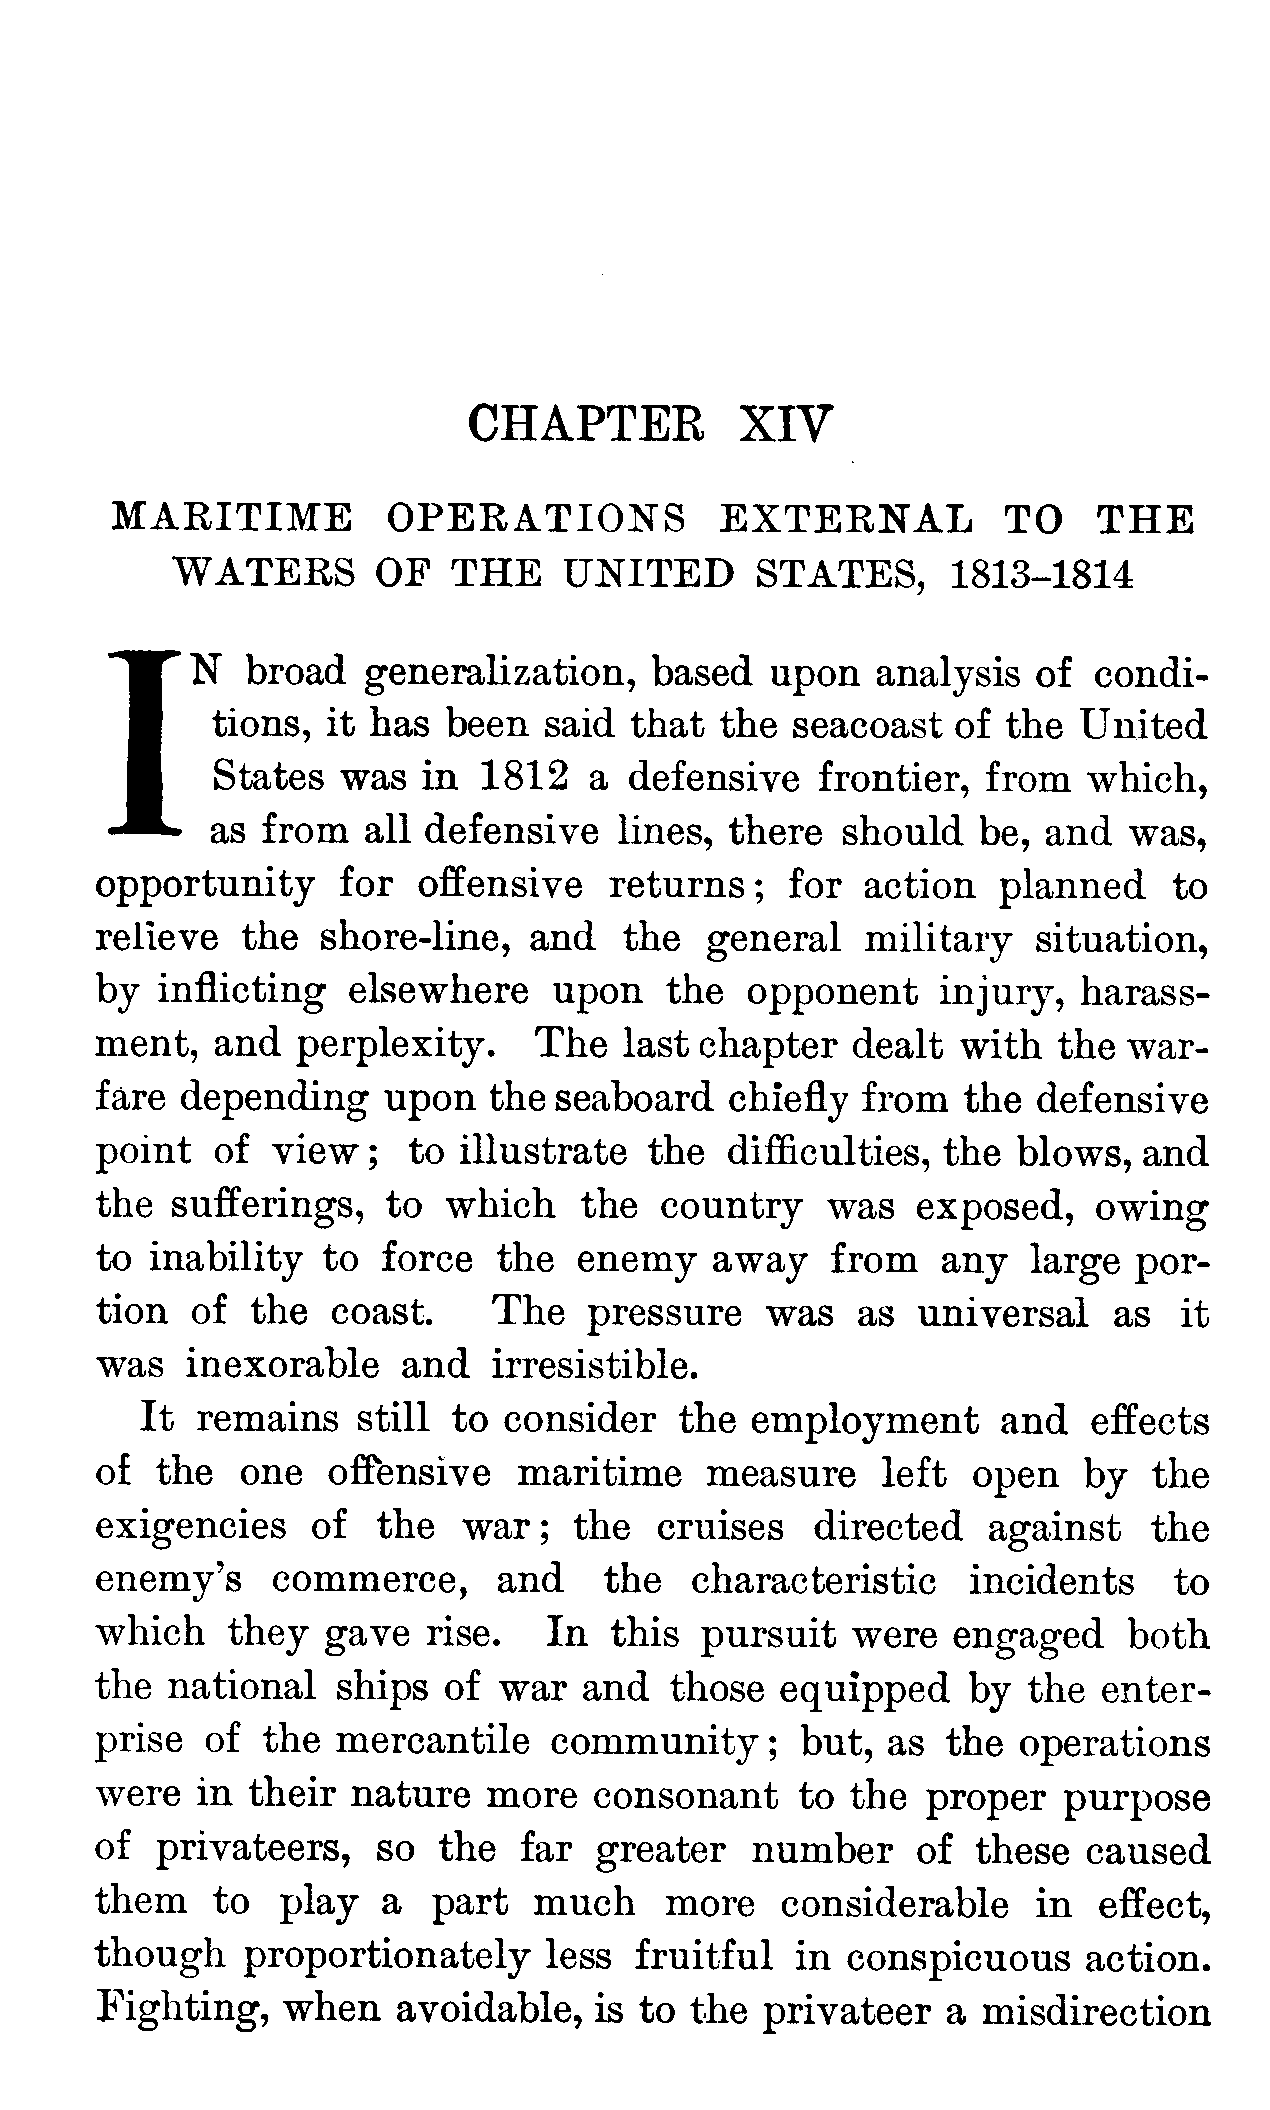 CHAPTER XIV
MARITIME OPERATIONS EXTERNAL TO THE
WATERS OF THE UNITED STATES, 1813–1814
IN broad generalization, based upon analysis of condi-
tions, it has been said that the seacoast of the United
States was in 1812 a defensive frontier, from which,
as from all defensive lines, there should be, and was,
opportunity for offensive returns; for action planned to
relieve the shore-line, and the general military situation,
by inflicting elsewhere upon the opponent injury, harass-
ment, and perplexity. The last chapter dealt with the war-
fare depending upon the seaboard chiefly from the defensive
point of view; to illustrate the difficulties, the blows, and
the sufferings, to which the country was exposed, owing
to inability to force the enemy away from any large por-
tion of the coast. The pressure was as universal as it
was inexorable and irresistible.
It remains still to consider the employment and effects
of the one offensive maritime measure left open by the
exigencies of the war; the cruises directed against the
enemy's commerce, and the characteristic incidents to
which they gave rise. In this pursuit were engaged both
the national ships of war and those equipped by the enter-
prise of the mercantile community; but, as the operations
were in their nature more consonant to the proper purpose
of privateers, so the far greater number of these caused
them to play a part much more considerable in effect,
though proportionately less fruitful in conspicuous action.
Fighting, when avoidable, is to the privateer a misdirection